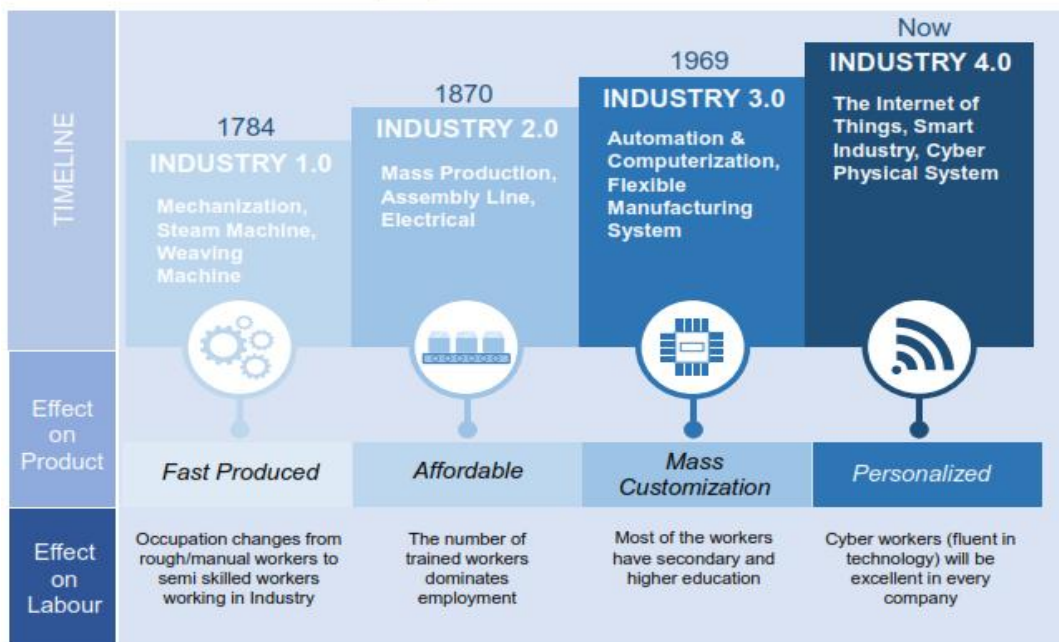 TIMELINE
1784
INDUSTRY 1.0
Mechanization,
Steam Machine,
Weaving
Machine
1870
INDUSTRY 2.0
Mass Production,
Assembly Line,
Electrical
1969
INDUSTRY 3.0
Automation &
Computerization,
Flexible
Manufacturing
System
Now
INDUSTRY 4.0
The Internet of
Things, Smart
Industry, Cyber
Physical System
Effect
on
Product
Fast Produced
Affordable
Mass
Customization
Personalized
Effect
on
Labour
Occupation changes from
rough/manual workers to
semi skilled workers
working in Industry
The number of
trained workers
dominates
employment
Most of the workers
have secondary and
higher education
Cyber workers (fluent in
technology) will be
excellent in every
company